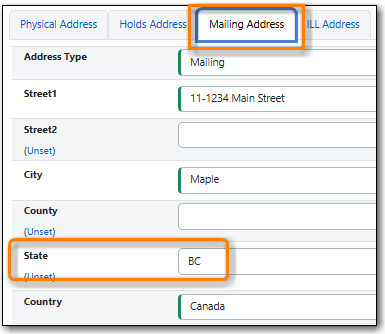 Physical Address Holds Address Mailing Address ILL Address
Address Type Mailing
Street1 11-1234 Main Street
Street2
(Unset)
City Maple
County
(Unset)
State BC
(Unset)
Country Canada